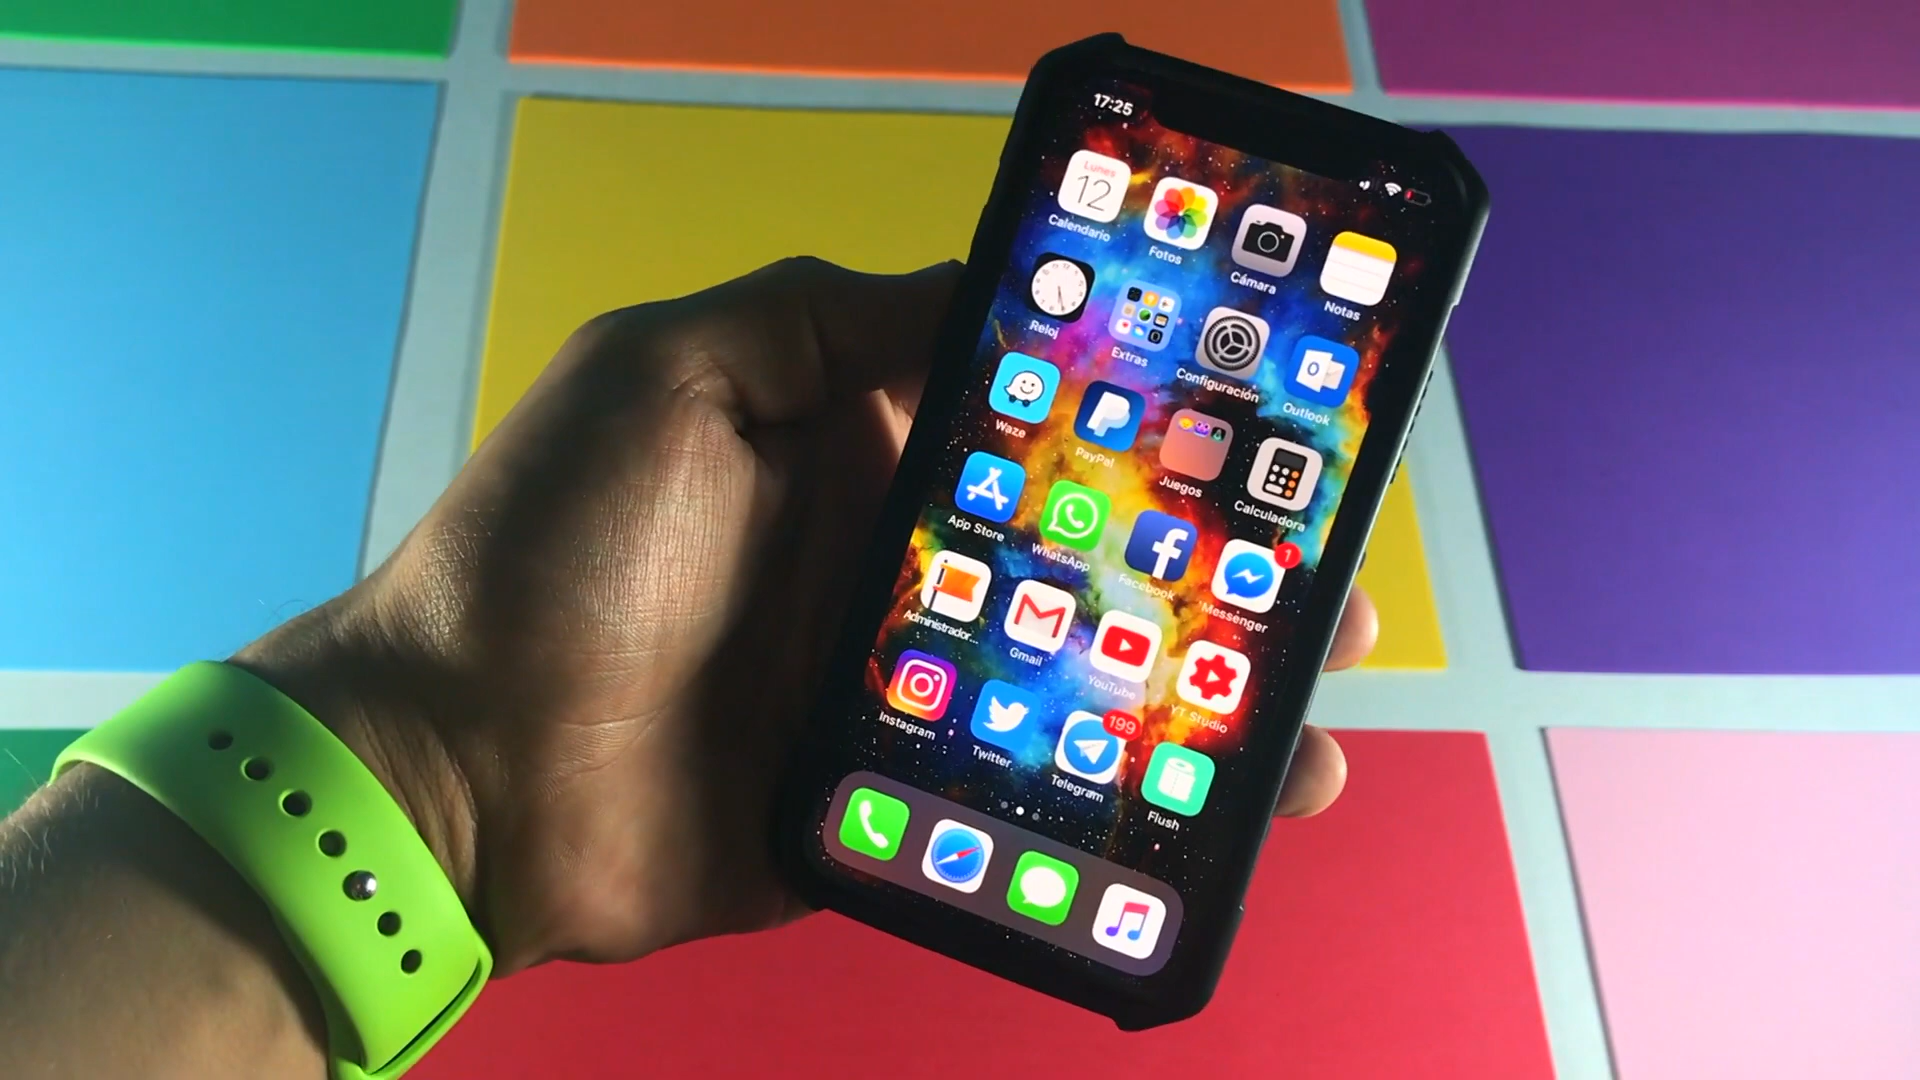 17:25
Lunes
12
Calendario
Fotos
Cámara
Notas
Reloj
Extras
Configuración
Outlook
Waze
PayPal
Juegos
Calculadora
App Store
WhatsApp
Facebook
1
Messenger
Administrador...
Gmail
YouTube
YT Studio
Instagram
Twitter
199
Telegram
Flush